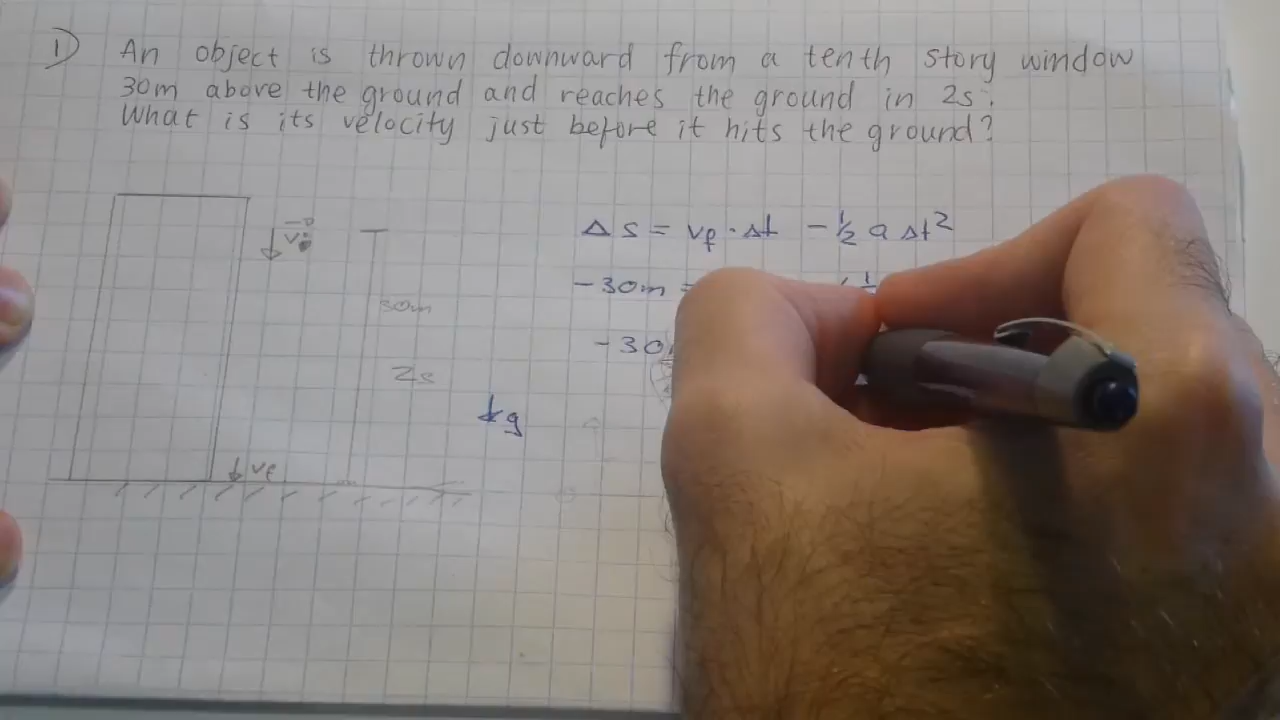 1) An object is thrown downward from a tenth story window
30m above the ground and reaches the ground in 2s.
What is its velocity just before it hits the ground?
Δs = vf · Δt - 1/2 a Δt²
-30m =
-30
30m
2s
g
vf